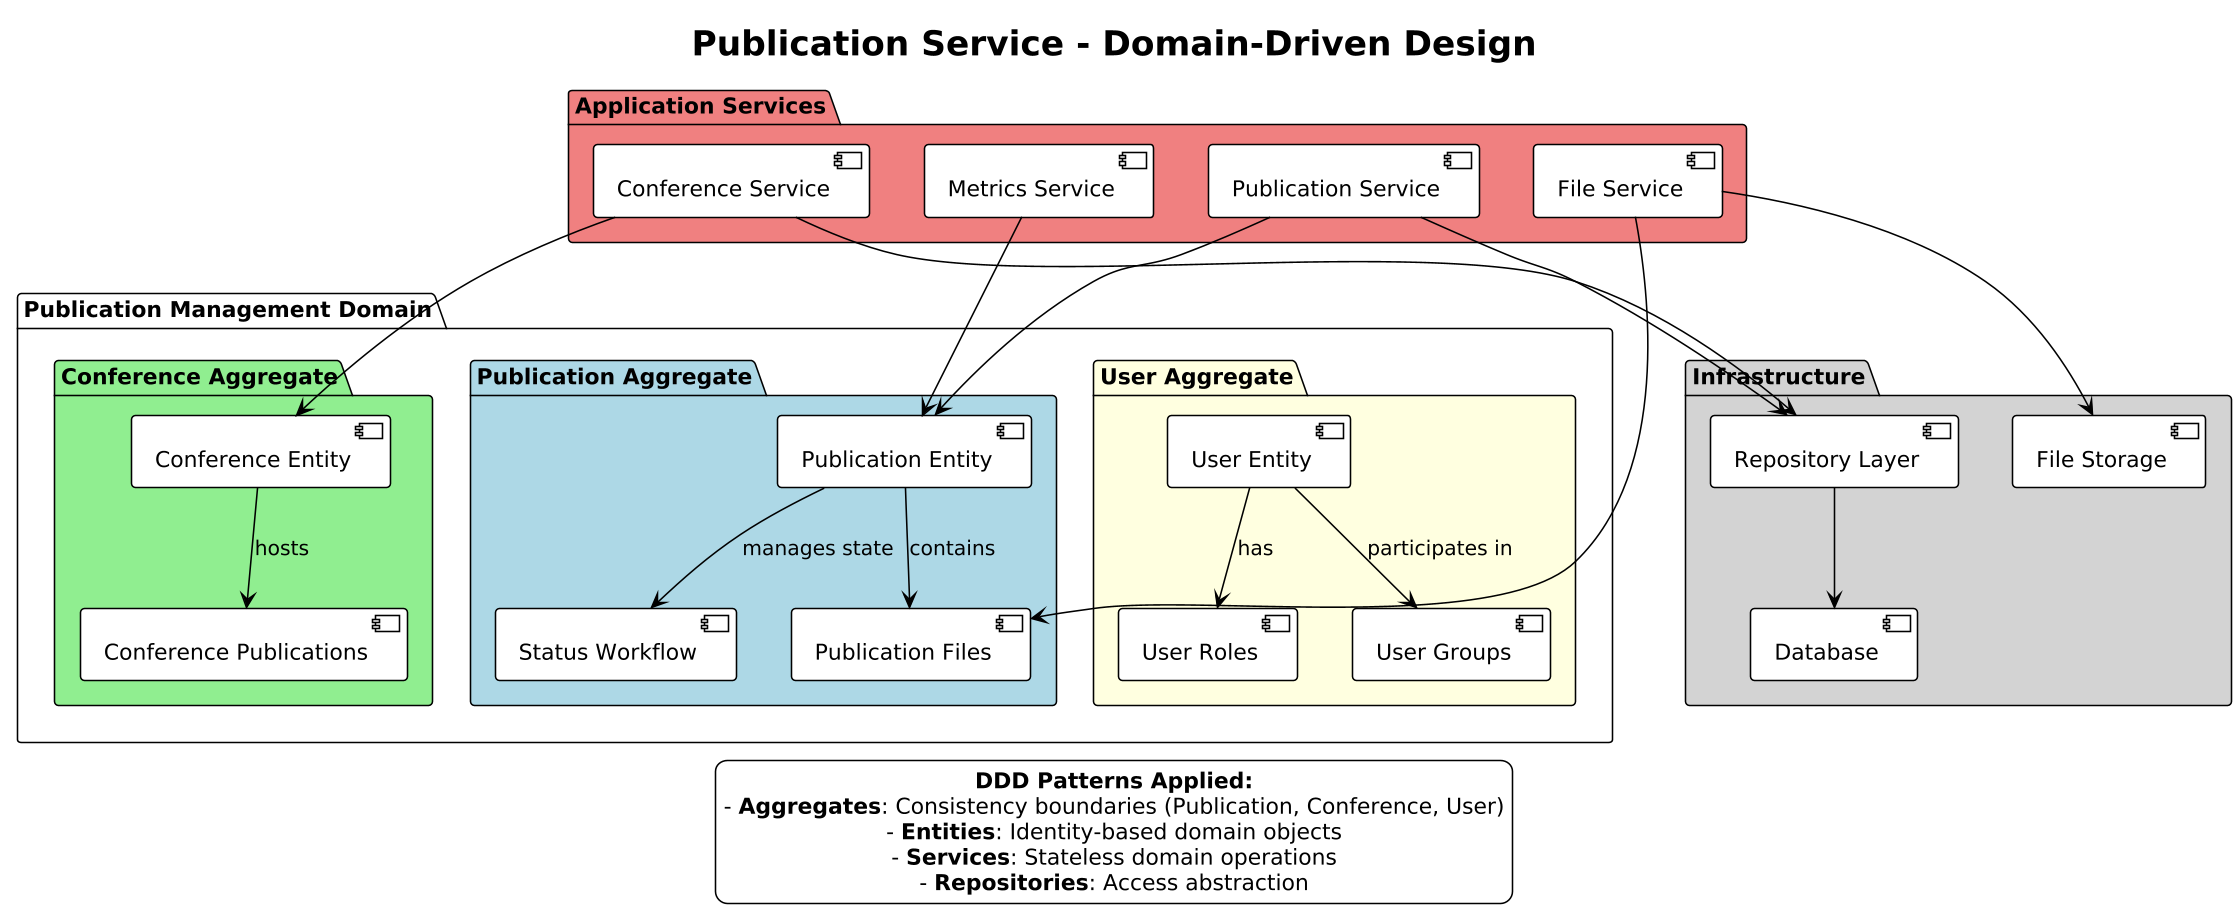 Publication Service - Domain-Driven Design
Application Services
Conference Service
Metrics Service
Publication Service
File Service
Publication Management Domain
Conference Aggregate
Publication Aggregate
User Aggregate
Infrastructure
Conference Entity
Publication Entity
User Entity
Repository Layer
File Storage
hosts
manages state
contains
has
participates in
Conference Publications
Status Workflow
Publication Files
User Roles
User Groups
Database
DDD Patterns Applied:
- Aggregates: Consistency boundaries (Publication, Conference, User)
- Entities: Identity-based domain objects
- Services: Stateless domain operations
- Repositories: Access abstraction